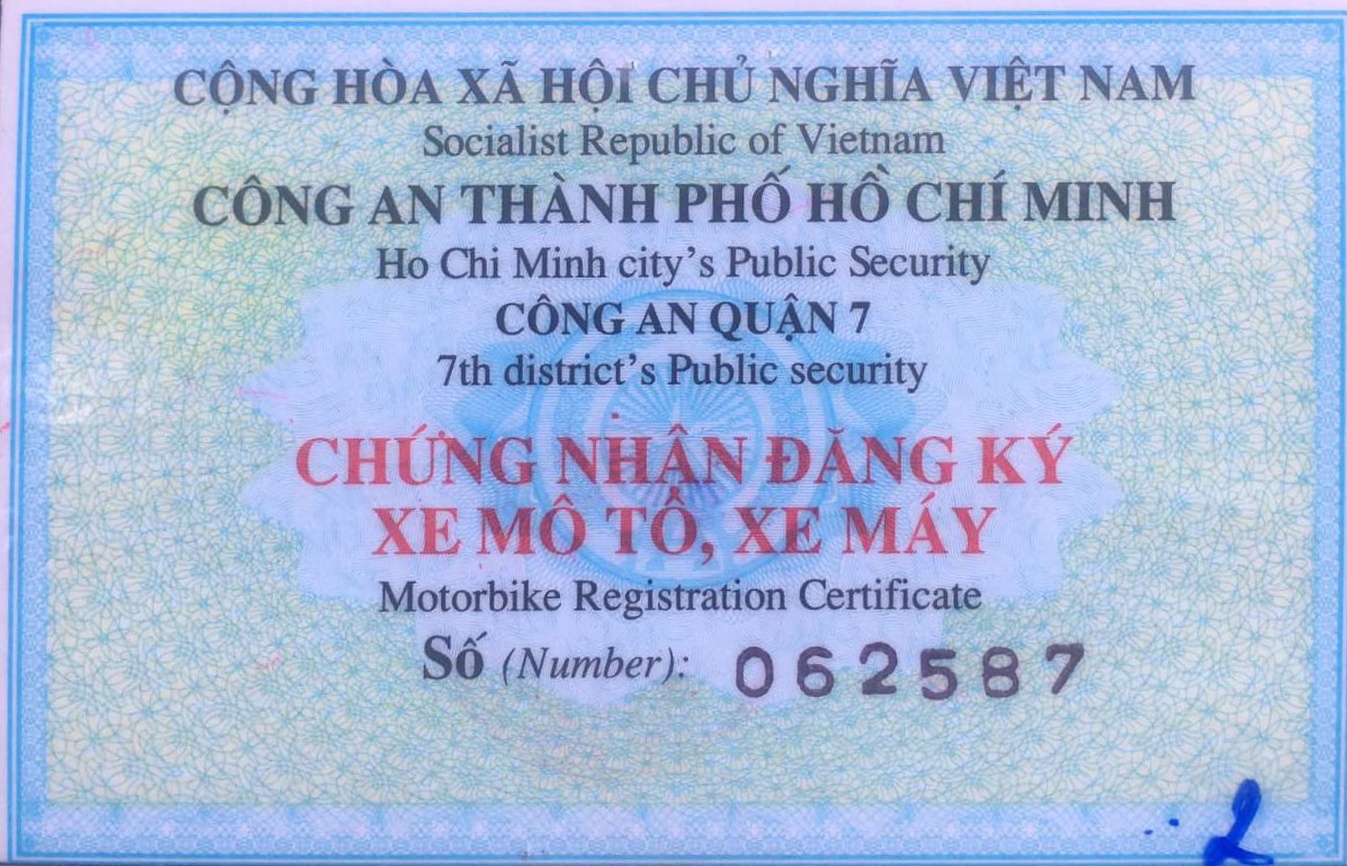 CỘNG HÒA XÃ HỘI CHỦ NGHĨA VIỆT NAM
Socialist Republic of Vietnam
CÔNG AN THÀNH PHỐ HỒ CHÍ MINH
Ho Chi Minh city's Public Security
CÔNG AN QUẬN 7
7th district's Public security
CHỨNG NHẬN ĐĂNG KÝ
XE MÔ TÔ, XE MÁY
Motorbike Registration Certificate
Số (Number): 062587